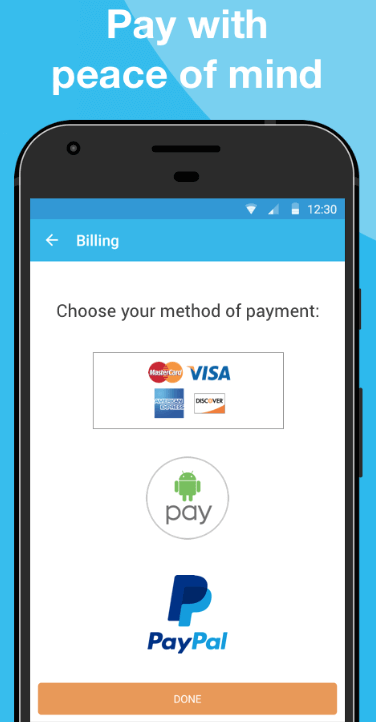 Pay with
peace of mind
12:30
Billing
Choose your method of payment:
MasterCard VISA
AMERICAN EXPRESS DISCOVER
pay
PayPal
DONE